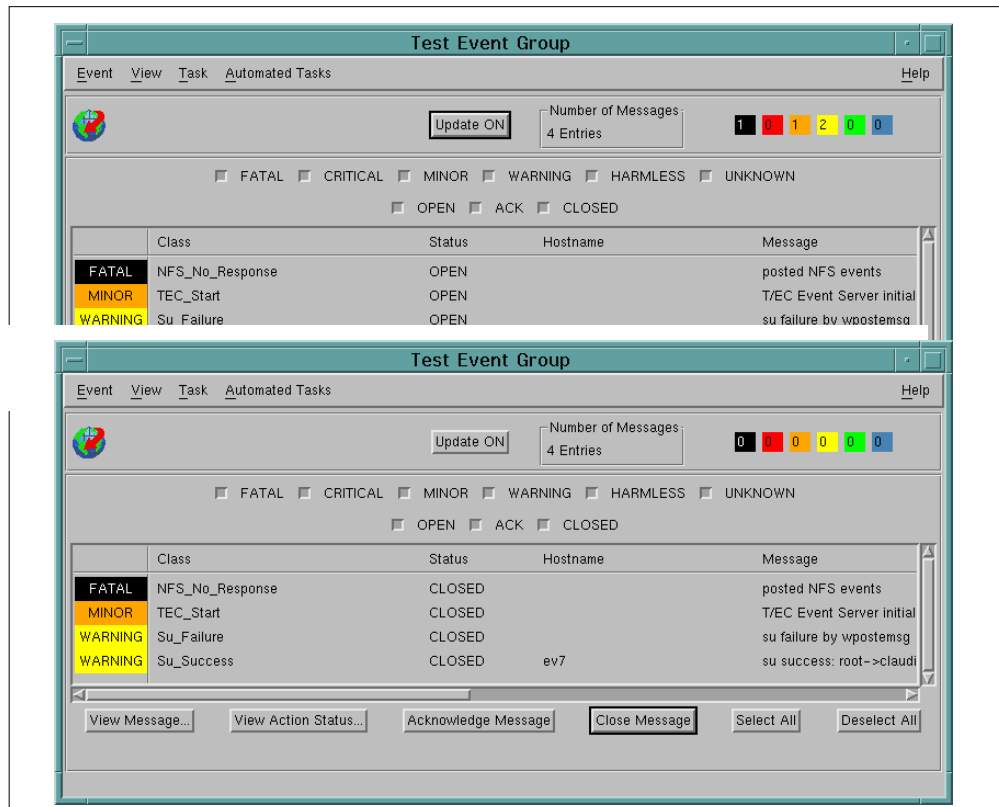 Test Event Group
Event View Task Automated Tasks Help
Update ON
Number of Messages
4 Entries
1 0 1 2 0 0
FATAL CRITICAL MINOR WARNING HARMLESS UNKNOWN
OPEN ACK CLOSED
Class Status Hostname Message
FATAL NFS_No_Response OPEN posted NFS events
MINOR TEC_Start OPEN T/EC Event Server initial
WARNING Su_Failure OPEN su failure by wpostemsg
Test Event Group
Event View Task Automated Tasks Help
Update ON
Number of Messages
4 Entries
0 0 0 0 0 0
FATAL CRITICAL MINOR WARNING HARMLESS UNKNOWN
OPEN ACK CLOSED
Class Status Hostname Message
FATAL NFS_No_Response CLOSED posted NFS events
MINOR TEC_Start CLOSED T/EC Event Server initial
WARNING Su_Failure CLOSED su failure by wpostemsg
WARNING Su_Success CLOSED ev7 su success: root->claudi
View Message... View Action Status... Acknowledge Message Close Message Select All Deselect All